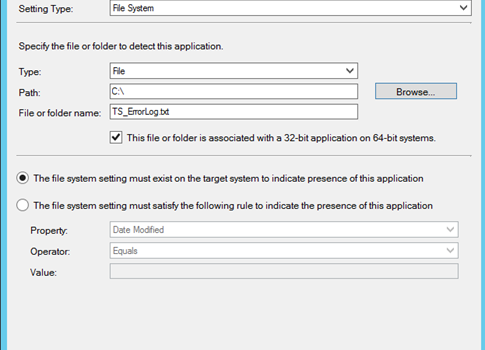 Setting Type: File System
Specify the file or folder to detect this application.
Type: File
Path: C:\ Browse...
File or folder name: TS_ErrorLog.txt
This file or folder is associated with a 32-bit application on 64-bit systems.
The file system setting must exist on the target system to indicate presence of this application
The file system setting must satisfy the following rule to indicate the presence of this application
Property: Date Modified
Operator: Equals
Value: